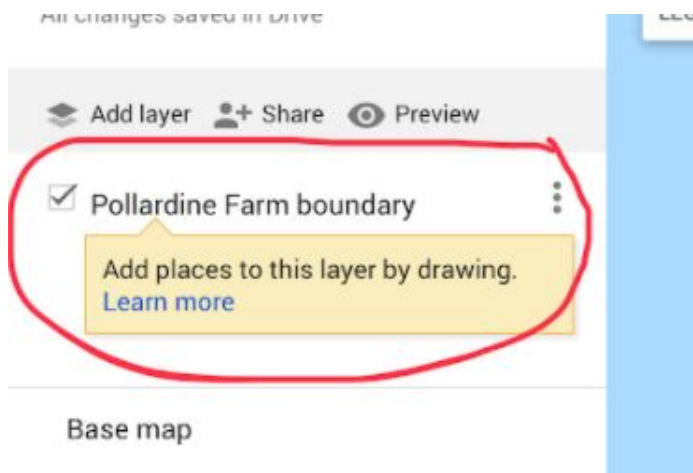 All changes saved in Drive
Add layer Share Preview
Pollardine Farm boundary
Add places to this layer by drawing.
Learn more
Base map